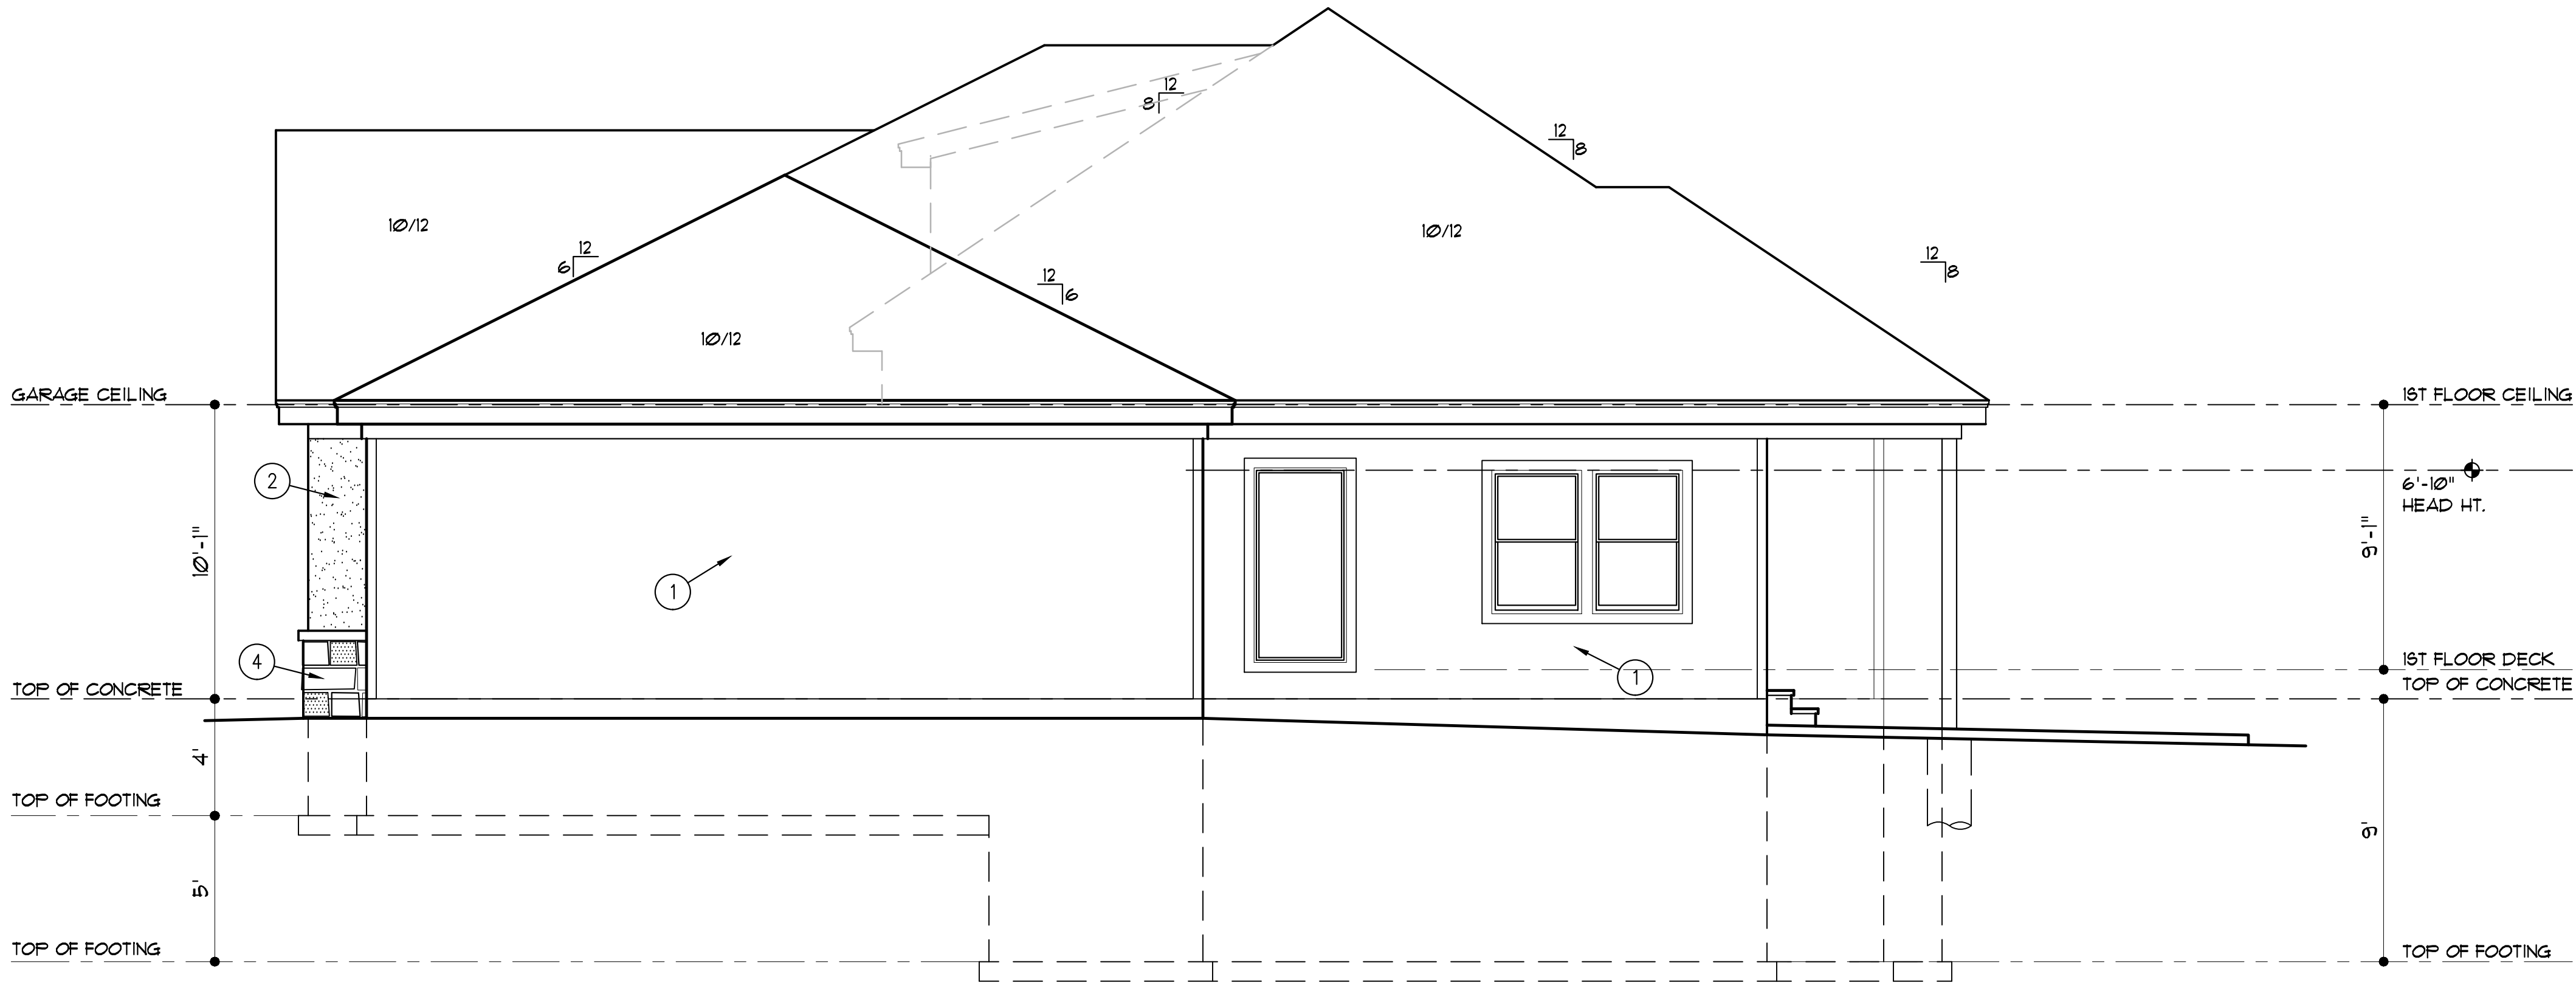 12
8
12
8
10/12
10/12
12
6
12
8
12
6
10/12
GARAGE CEILING
1ST FLOOR CEILING
2
6'-10"
HEAD HT.
10'-1"
9'-1"
1
4
1
1ST FLOOR DECK
TOP OF CONCRETE
TOP OF CONCRETE
4'
TOP OF FOOTING
9'
5'
TOP OF FOOTING
TOP OF FOOTING